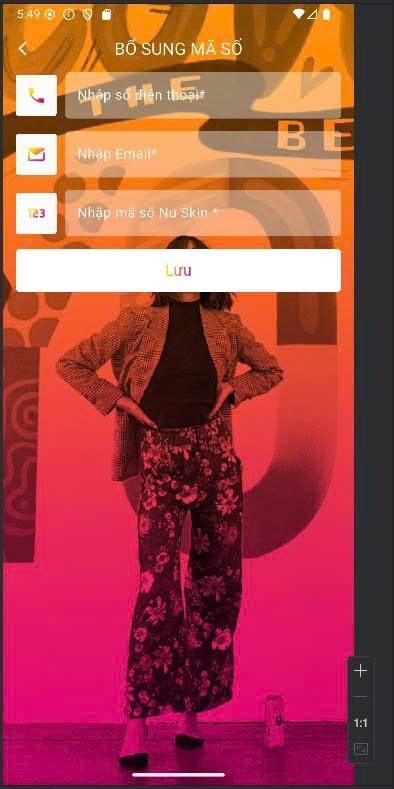 5:49
BỔ SUNG MÃ SỐ
THE
Nhập số điện thoại*
BE
Nhập Email*
123
Nhập mã số Nu Skin *
Lưu
1:1